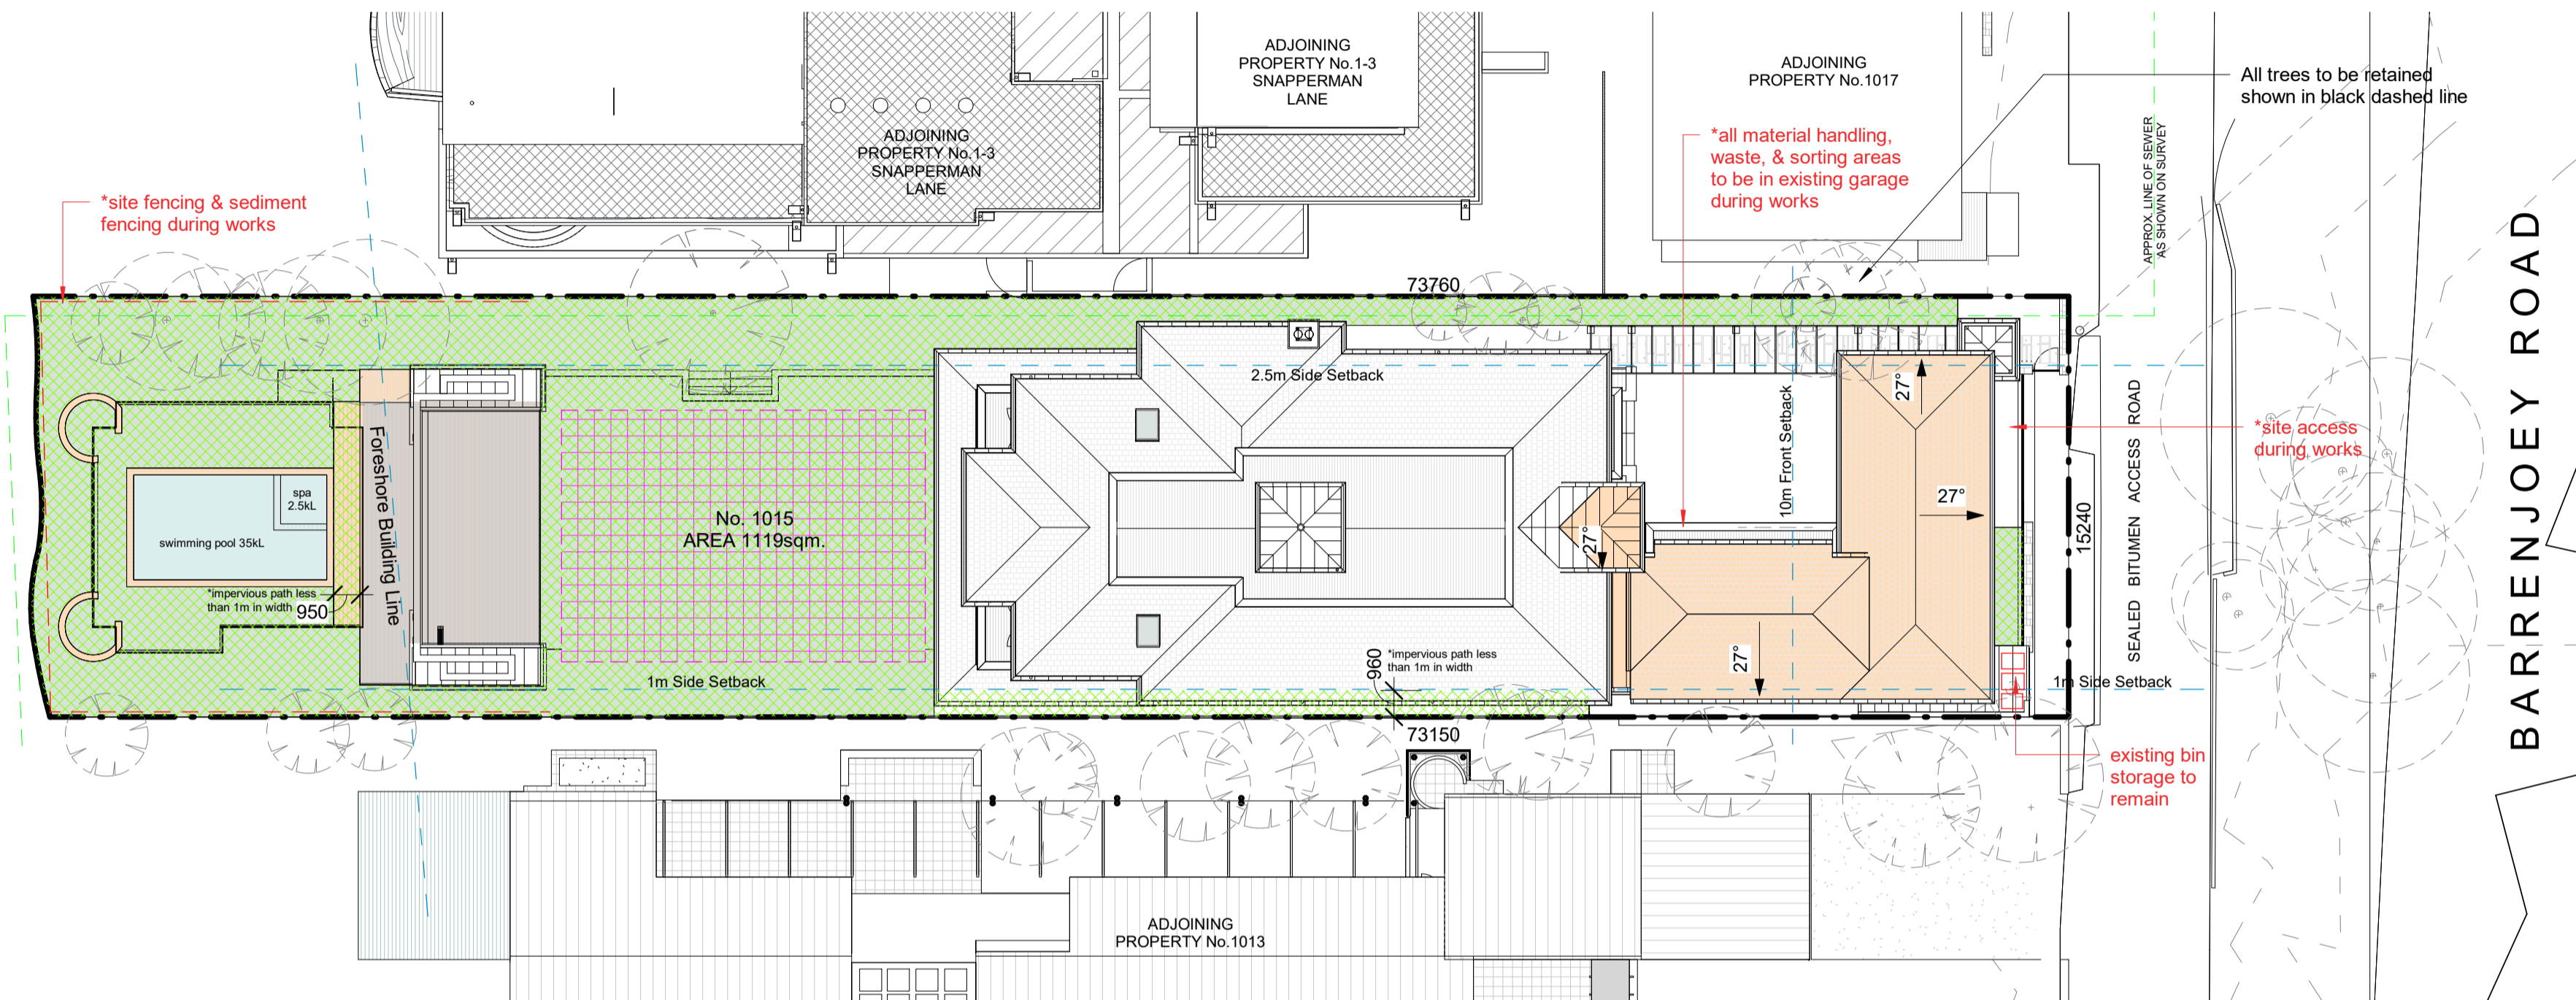 ADJOINING
PROPERTY No.1-3
SNAPPERMAN
LANE
ADJOINING
PROPERTY No.1-3
SNAPPERMAN
LANE
ADJOINING
PROPERTY No.1017
All trees to be retained
shown in black dashed line
*all material handling,
waste, & sorting areas
to be in existing garage
during works
APPROX. LINE OF SEWER
AS SHOWN ON SURVEY
*site fencing & sediment
fencing during works
73760
2.5m Side Setback
10m Front Setback
27°
27°
27°
27°
*site access
during works
SEALED BITUMEN ACCESS ROAD
BARRENJOEY ROAD
15240
spa
2.5kL
swimming pool 35kL
Foreshore Building Line
No. 1015
AREA 1119sqm.
*impervious path less
than 1m in width
950
960
*impervious path less
than 1m in width
1m Side Setback
1m Side Setback
73150
existing bin
storage to
remain
ADJOINING
PROPERTY No.1013